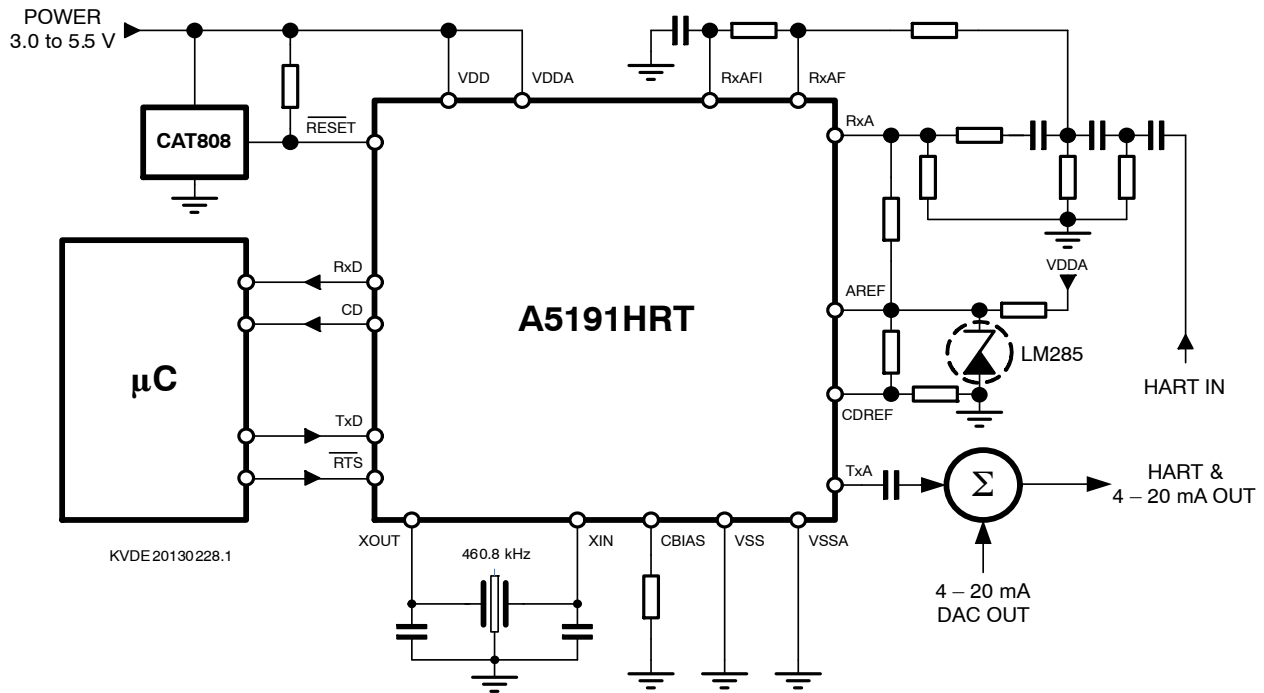 POWER
3.0 to 5.5 V
VDD
VDDA
RxAFI
RxAF
CAT808
RESET
RxA
VDDA
RxD
AREF
CD
A5191HRT
LM285
μC
HART IN
CDREF
TxD
RTS
TxA
Σ
HART &
4 – 20 mA OUT
XOUT
XIN
CBIAS
VSS
VSSA
KVDE 20130228.1
460.8 kHz
4 – 20 mA
DAC OUT